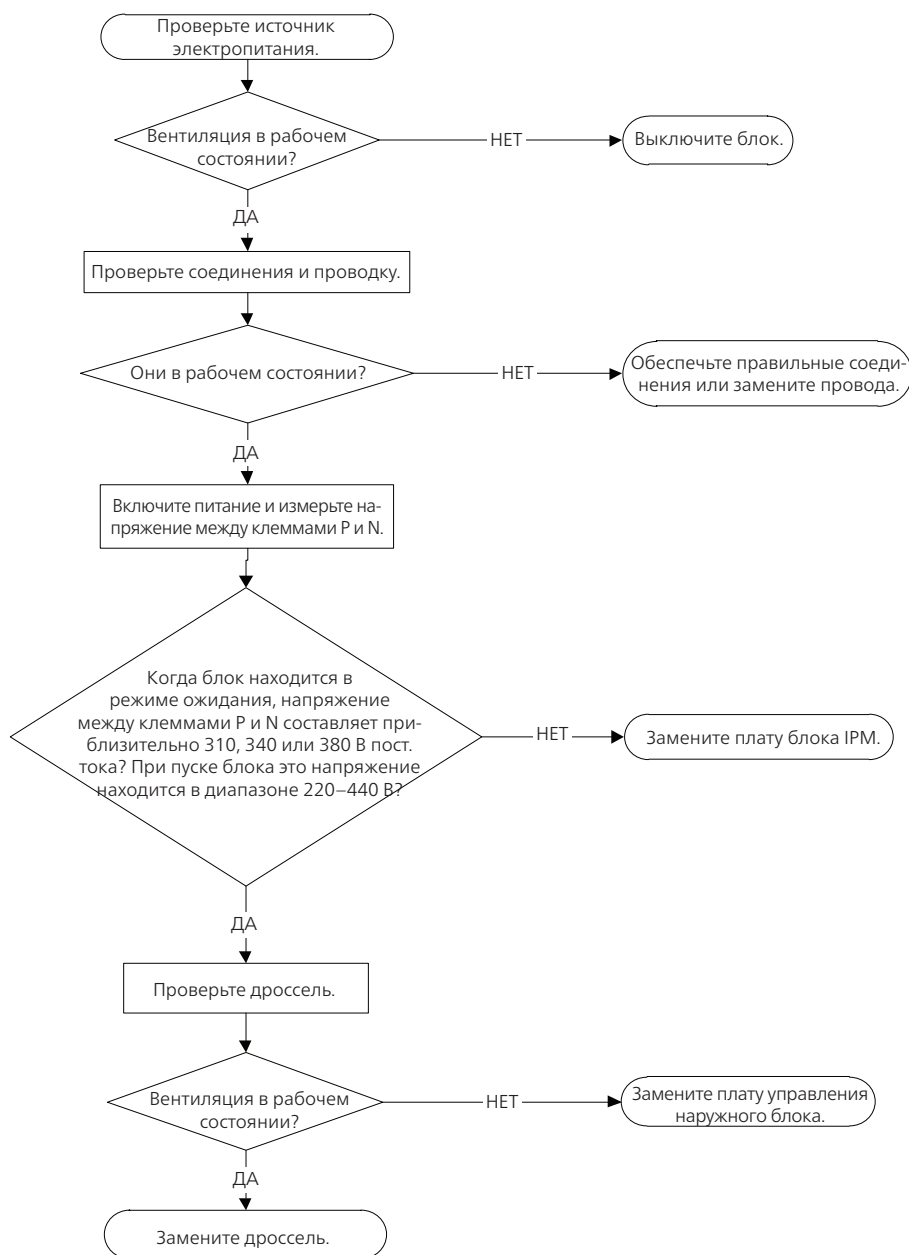 Проверьте источник
электропитания.
Вентиляция в рабочем
состоянии?
НЕТ
Выключите блок.
ДА
Проверьте соединения и проводку.
Они в рабочем состоянии?
НЕТ
Обеспечьте правильные соеди-
нения или замените провода.
ДА
Включите питание и измерьте на-
пряжение между клеммами P и N.
Когда блок находится в
режиме ожидания, напряжение
между клеммами P и N составляет при-
близительно 310, 340 или 380 В пост.
тока? При пуске блока это напряжение
находится в диапазоне 220–440 В?
НЕТ
Замените плату блока IPM.
ДА
Проверьте дроссель.
Вентиляция в рабочем
состоянии?
НЕТ
Замените плату управления
наружного блока.
ДА
Замените дроссель.